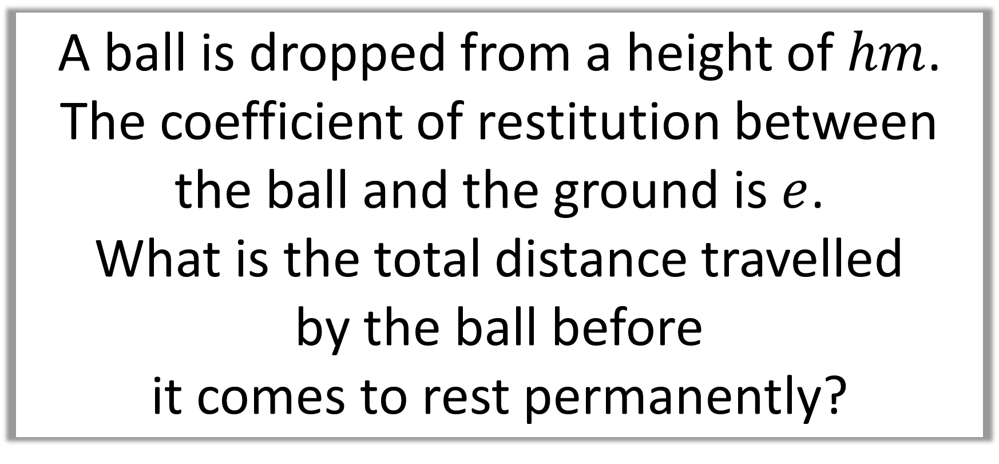 A ball is dropped from a height of hm.
The coefficient of restitution between
the ball and the ground is e.
What is the total distance travelled
by the ball before
it comes to rest permanently?